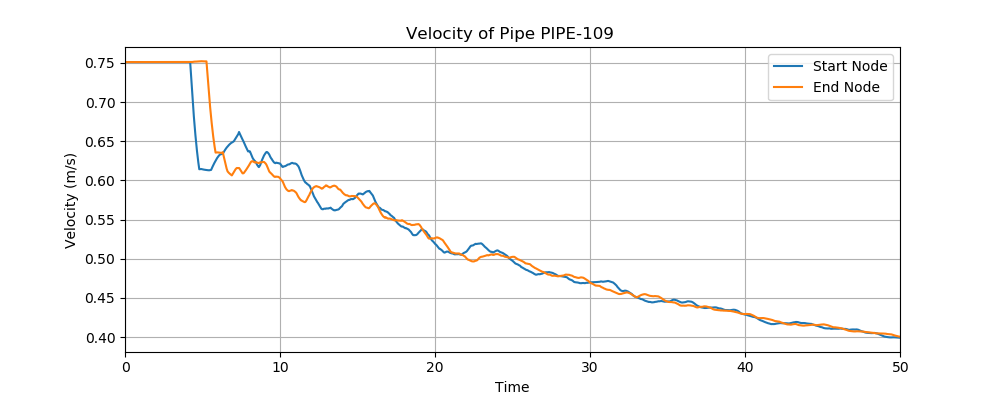 Velocity of Pipe PIPE-109
Velocity (m/s)
0.75
0.70
0.65
0.60
0.55
0.50
0.45
0.40
Start Node
End Node
0 10 20 30 40 50
Time